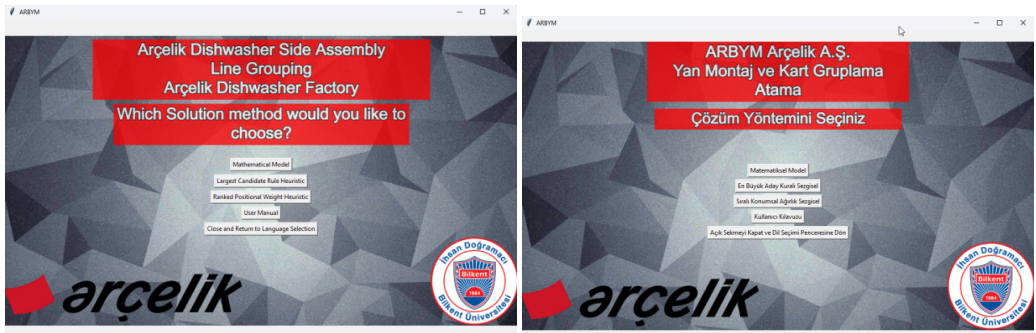 ARBYM
Arçelik Dishwasher Side Assembly
Line Grouping
Arçelik Dishwasher Factory
Which Solution method would you like to
choose?
Mathematical Model
Largest Candidate Rule Heuristic
Ranked Positional Weight Heuristic
User Manual
Close and Return to Language Selection
arçelik
İhsan Doğramacı
Bilkent
1984
Bilkent Üniversitesi
ARBYM
ARBYM Arçelik A.Ş.
Yan Montaj ve Kart Gruplama
Atama
Çözüm Yöntemini Seçiniz
Matematiksel Model
En Büyük Aday Kuralı Sezgisel
Sıralı Konumsal Ağırlık Sezgisel
Kullanıcı Kılavuzu
Açık Sekmeyi Kapat ve Dil Seçimi Penceresine Dön
arçelik
İhsan Doğramacı
Bilkent
1984
Bilkent Üniversitesi